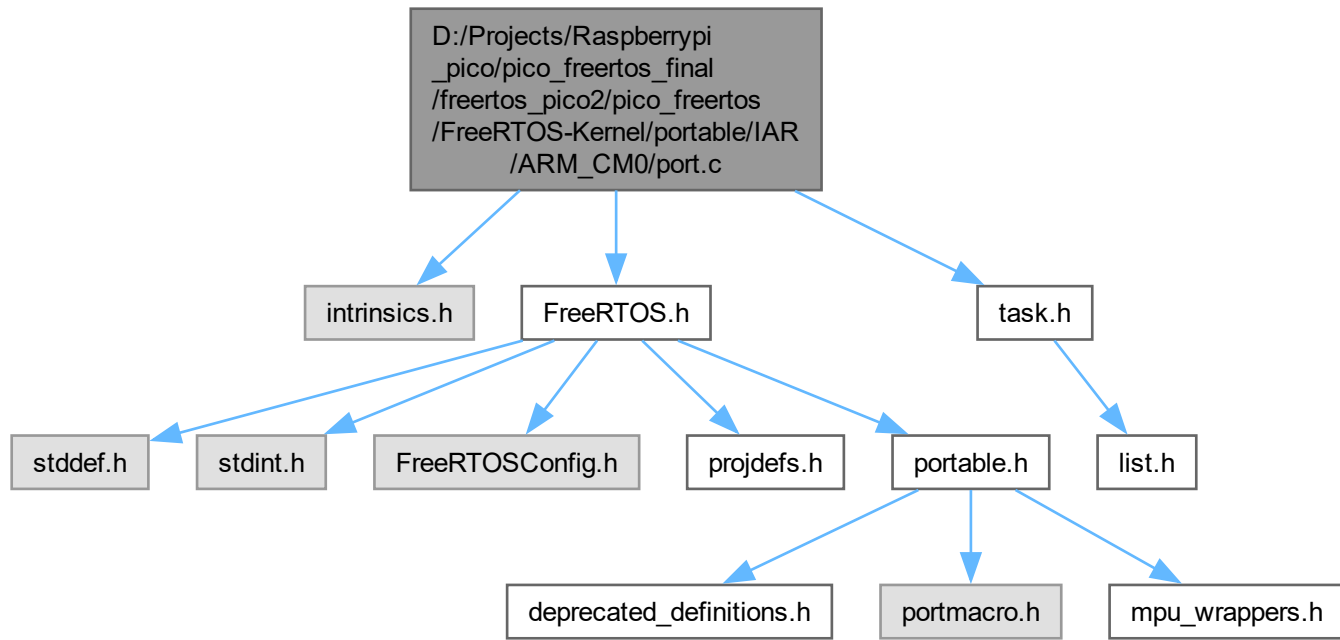 D:/Projects/Raspberrypi
_pico/pico_freertos_final
/freertos_pico2/pico_freertos
/FreeRTOS-Kernel/portable/IAR
/ARM_CM0/port.c
intrinsics.h
FreeRTOS.h
task.h
stddef.h
stdint.h
FreeRTOSConfig.h
projdefs.h
portable.h
list.h
deprecated_definitions.h
portmacro.h
mpu_wrappers.h